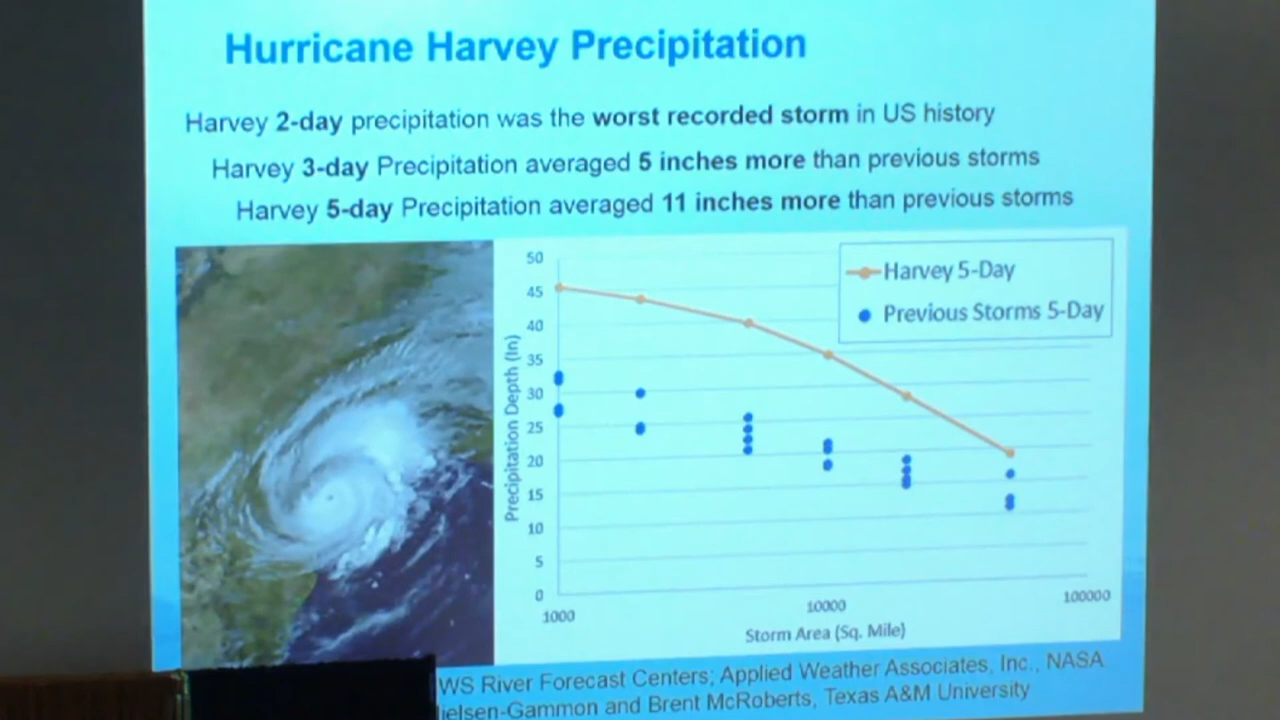 Hurricane Harvey Precipitation
Harvey 2-day precipitation was the worst recorded storm in US history
Harvey 3-day Precipitation averaged 5 inches more than previous storms
Harvey 5-day Precipitation averaged 11 inches more than previous storms
Harvey 5-Day
Previous Storms 5-Day
Precipitation Depth (In)
50
45
40
35
30
25
20
15
10
5
0
1000
10000
100000
Storm Area (Sq. Mile)
WS River Forecast Centers; Applied Weather Associates, Inc., NASA
ielsen-Gammon and Brent McRoberts, Texas A&M University